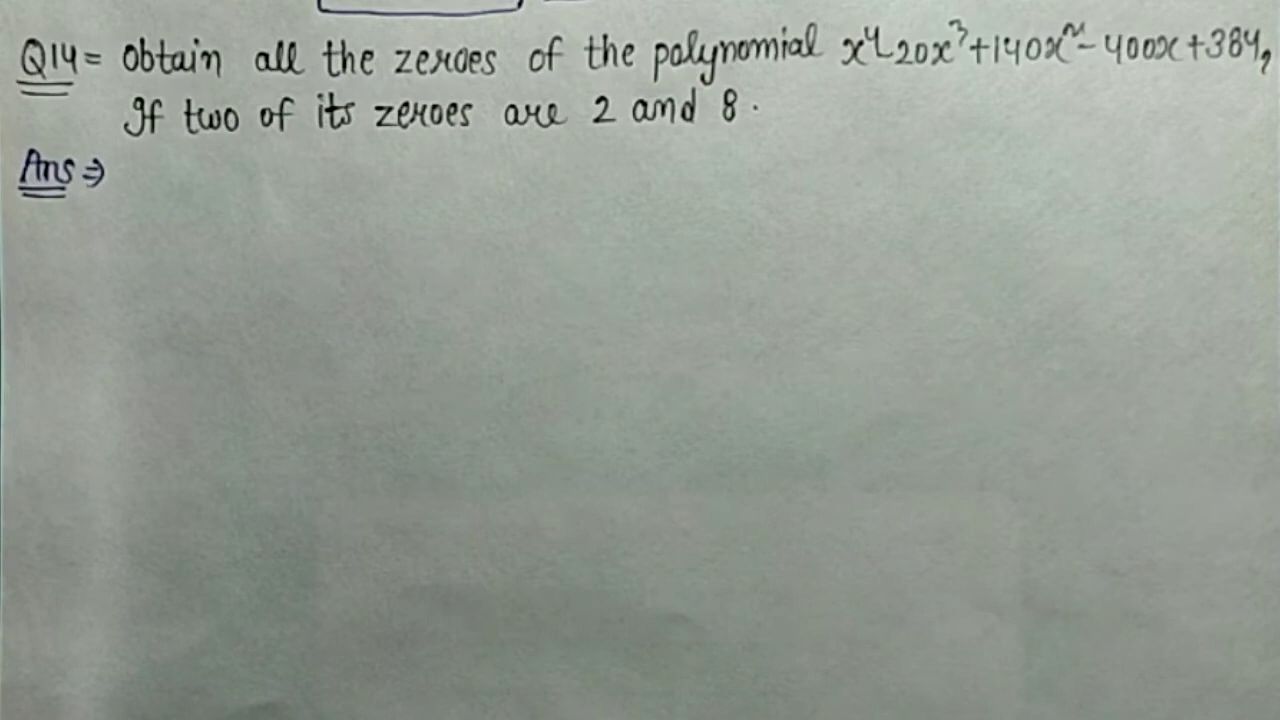 Q14= Obtain all the zeroes of the polynomial x⁴-20x³+140x²-400x+384,
If two of its zeroes are 2 and 8.
Ans ⇒